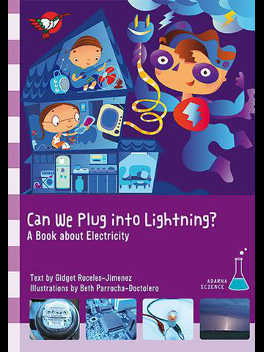 Can We Plug into Lightning?
A Book about Electricity
Text by Gidget Roceles-Jimenez
Illustrations by Beth Parrocha-Doctolero
ADARNA
SCIENCE